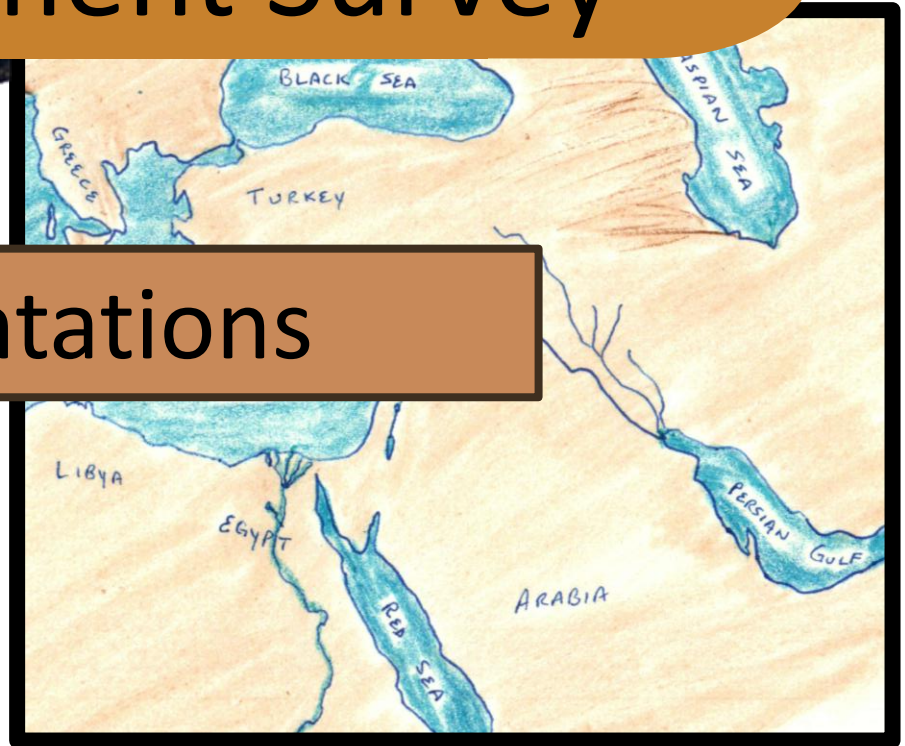 nent Survey
BLACK SEA
ASPIAN SEA
GREECE
TURKEY
ntations
LIBYA
EGYPT
PERSIAN GULF
ARABIA
RED SEA